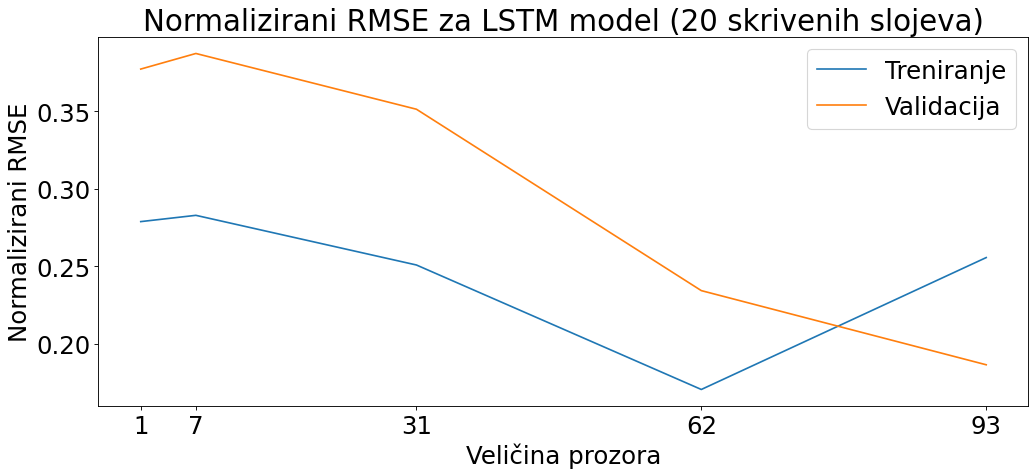 Normalizirani RMSE za LSTM model (20 skrivenih slojeva)
Treniranje
Validacija
Normalizirani RMSE
0.35
0.30
0.25
0.20
1 7 31 62 93
Veličina prozora